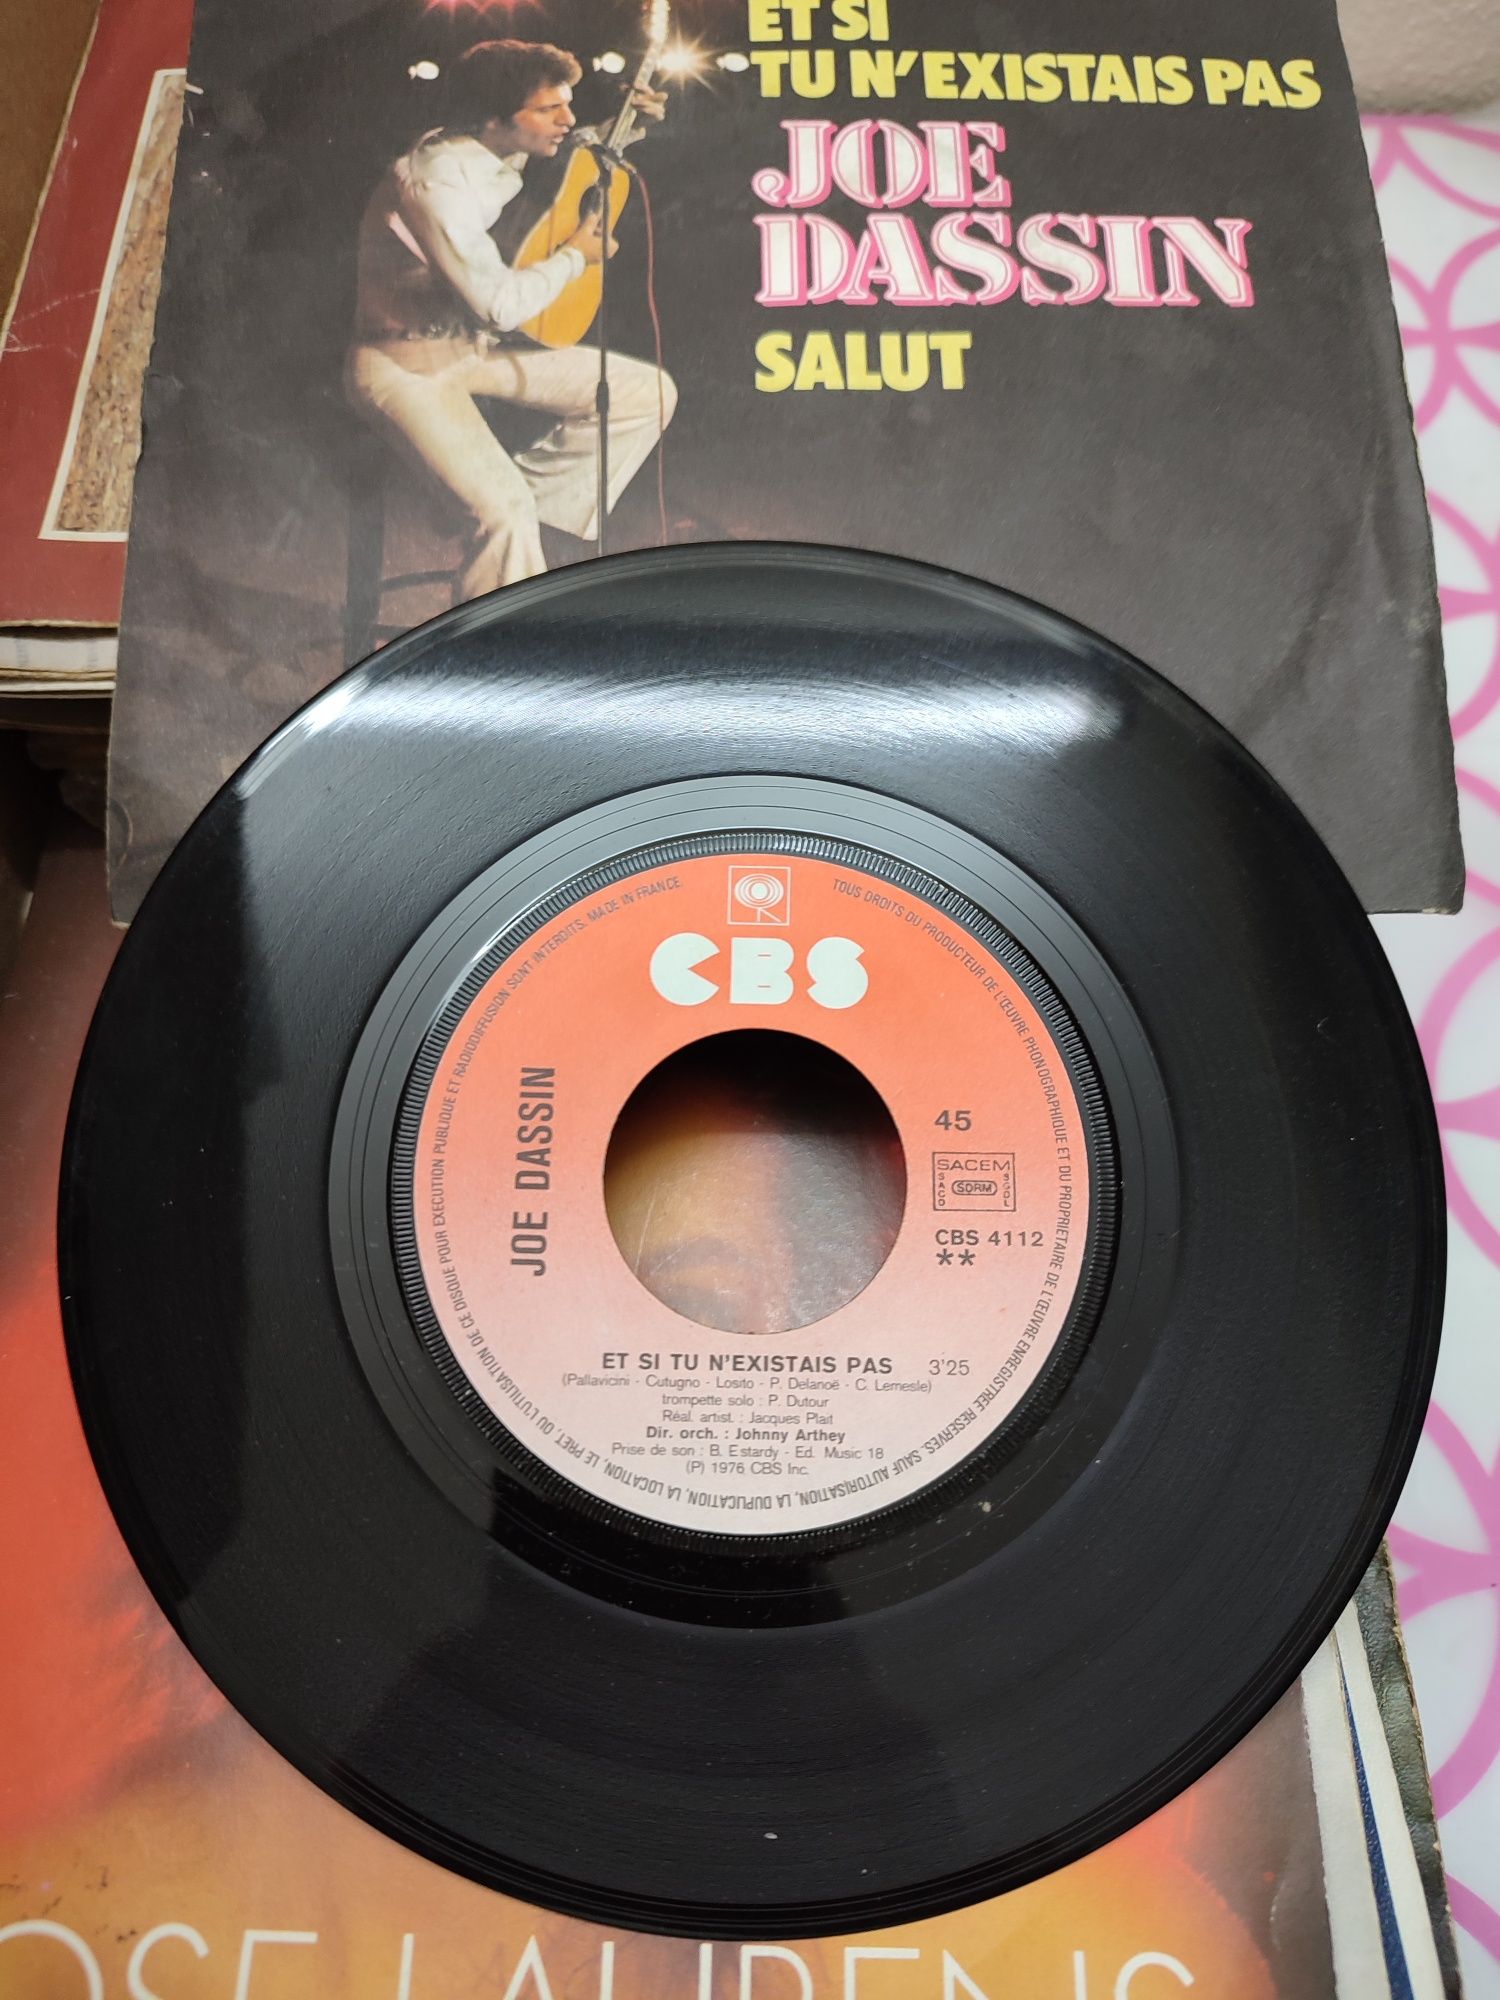 ET SI
TU N'EXISTAIS PAS
JOE
DASSIN
SALUT
SONT INTERDITS. MADE IN FRANCE.
TOUS DROITS DU PRODUCTEUR DE L'ŒUVRE PHONOGRAPHIQUE ET DU PROPRIETAIRE DE L'ŒUVRE ENREGISTREE RESERVES. SAUF AUTORISATION, LA DUPLICATION, LA LOCATION, LE PRET, OU L'UTILISATION DE CE DISQUE POUR EXECUTION PUBLIQUE ET RADIODIFFUSION
CBS
JOE DASSIN
45
SACEM
SACD
SDRM
SGDL
CBS 4112
**
ET SI TU N'EXISTAIS PAS 3'25
(Pallavicini - Cutugno - Losito - P. Delanoë - C. Lemesle)
trompette solo : P. Dutour
Réal. artist. : Jacques Plait
Dir. orch. : Johnny Arthey
Prise de son : B. Estardy - Ed. Music 18
(P) 1976 CBS Inc.
OSE LAURENS